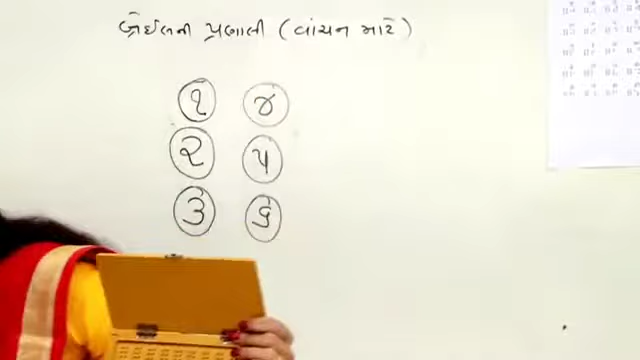 બ્રેઈલની પ્રણાલી (વાંચન માટે)
૧ ૪
૨ ૫
૩ ૬